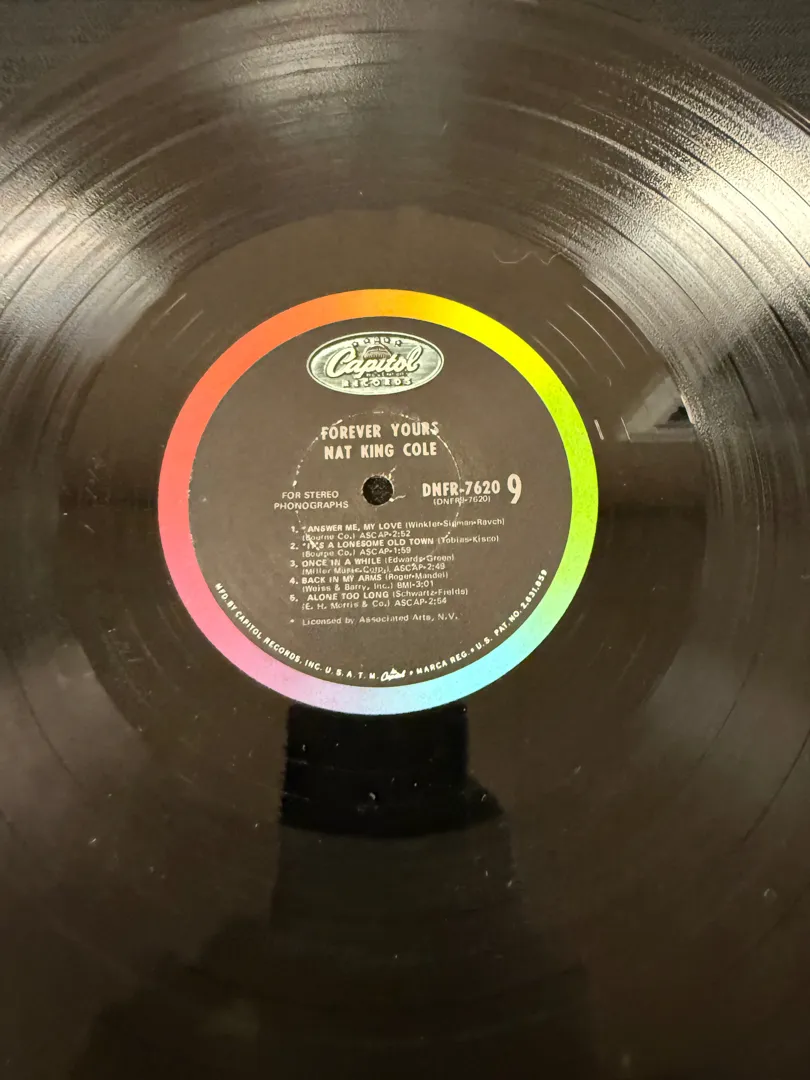 Capitol
RECORDS
FOREVER YOURS
NAT KING COLE
FOR STEREO
PHONOGRAPHS
DNFR-7620 9
(DNFR9-7620)
1. *ANSWER ME, MY LOVE (Winkler-Sigman-Rauch)
(Bourne Co.) ASCAP-2:52
2. *IT'S A LONESOME OLD TOWN (Tobias-Kisco)
(Bourne Co.) ASCAP-1:59
3. ONCE IN A WHILE (Edwards-Green)
(Miller Music Corp.) ASCAP-2:49
4. BACK IN MY ARMS (Roger-Mandel)
(Weiss & Barry, Inc.) BMI-3:01
5. ALONE TOO LONG (Schwartz-Fields)
(E. H. Morris & Co.) ASCAP-2:54
* Licensed by Associated Arts, N.V.
MFD. BY CAPITOL RECORDS, INC. U. S. A. T. M. Capitol • MARCA REG. • U. S. PAT. NO. 2,631,859